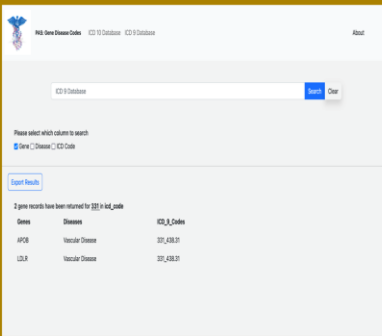 PAS: Gene Disease Codes ICD 10 Database ICD 9 Database About
ICD 9 Database Search Clear
Please select which column to search
Gene Disease ICD Code
Export Results
2 gene records have been returned for 331 in icd_code
Genes Diseases ICD_9_Codes
APOB Vascular Disease 331_438.31
LDLR Vascular Disease 331_438.31